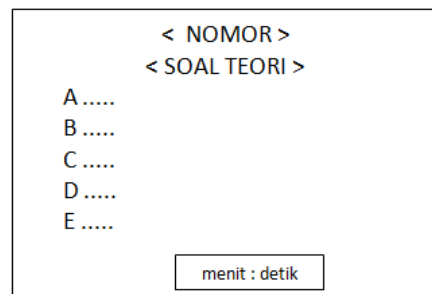 < NOMOR >
< SOAL TEORI >
A .....
B .....
C .....
D .....
E .....
menit : detik